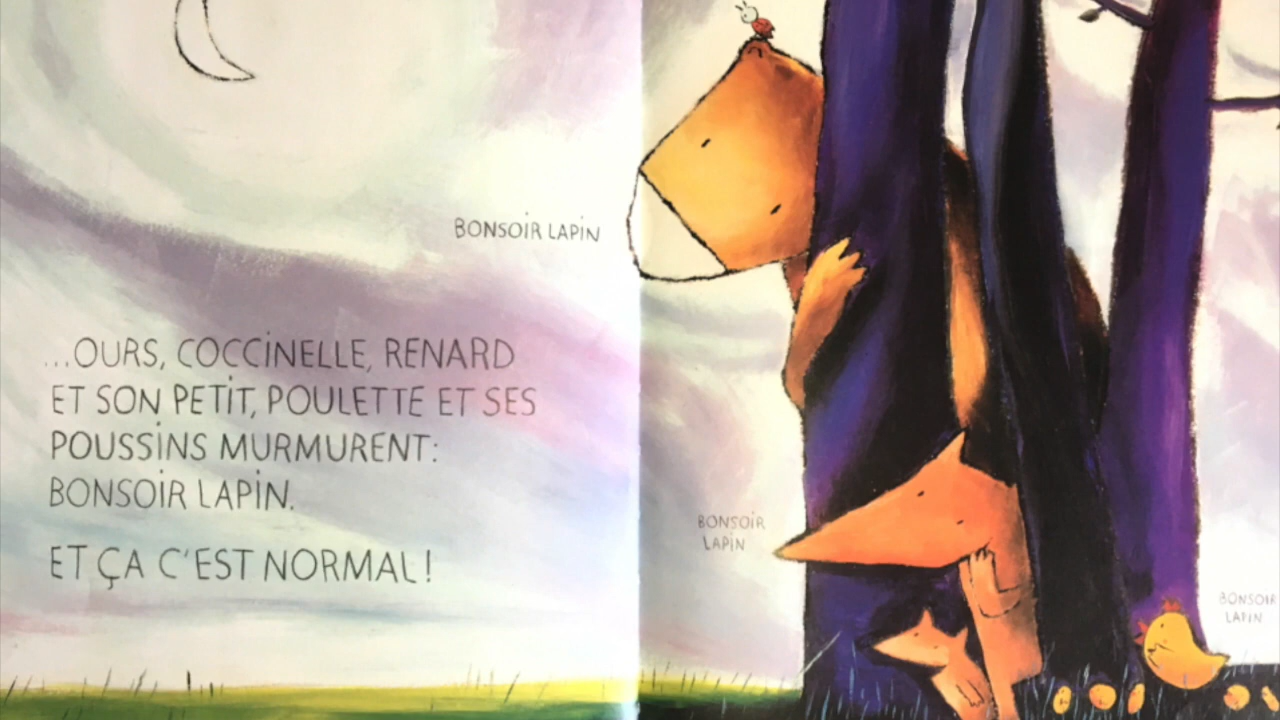 BONSOIR LAPIN
...OURS, COCCINELLE, RENARD
ET SON PETIT, POULETTE ET SES
POUSSINS MURMURENT:
BONSOIR LAPIN.
ET ÇA C'EST NORMAL!
BONSOIR
LAPIN
BONSOIR
LAPIN